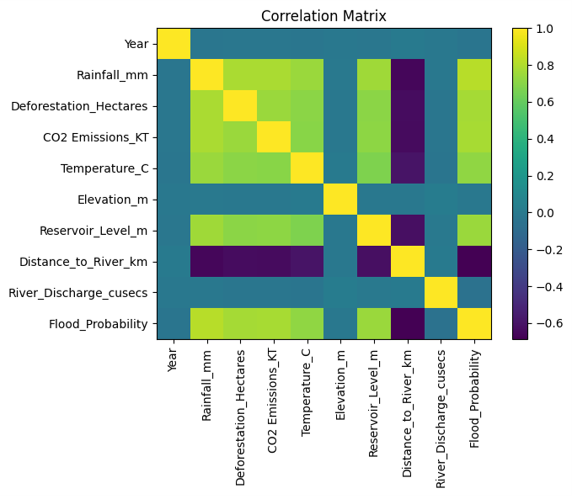 Correlation Matrix
Year
Rainfall_mm
Deforestation_Hectares
CO2 Emissions_KT
Temperature_C
Elevation_m
Reservoir_Level_m
Distance_to_River_km
River_Discharge_cusecs
Flood_Probability
Year
Rainfall_mm
Deforestation_Hectares
CO2 Emissions_KT
Temperature_C
Elevation_m
Reservoir_Level_m
Distance_to_River_km
River_Discharge_cusecs
Flood_Probability
1.0
0.8
0.6
0.4
0.2
0.0
−0.2
−0.4
−0.6